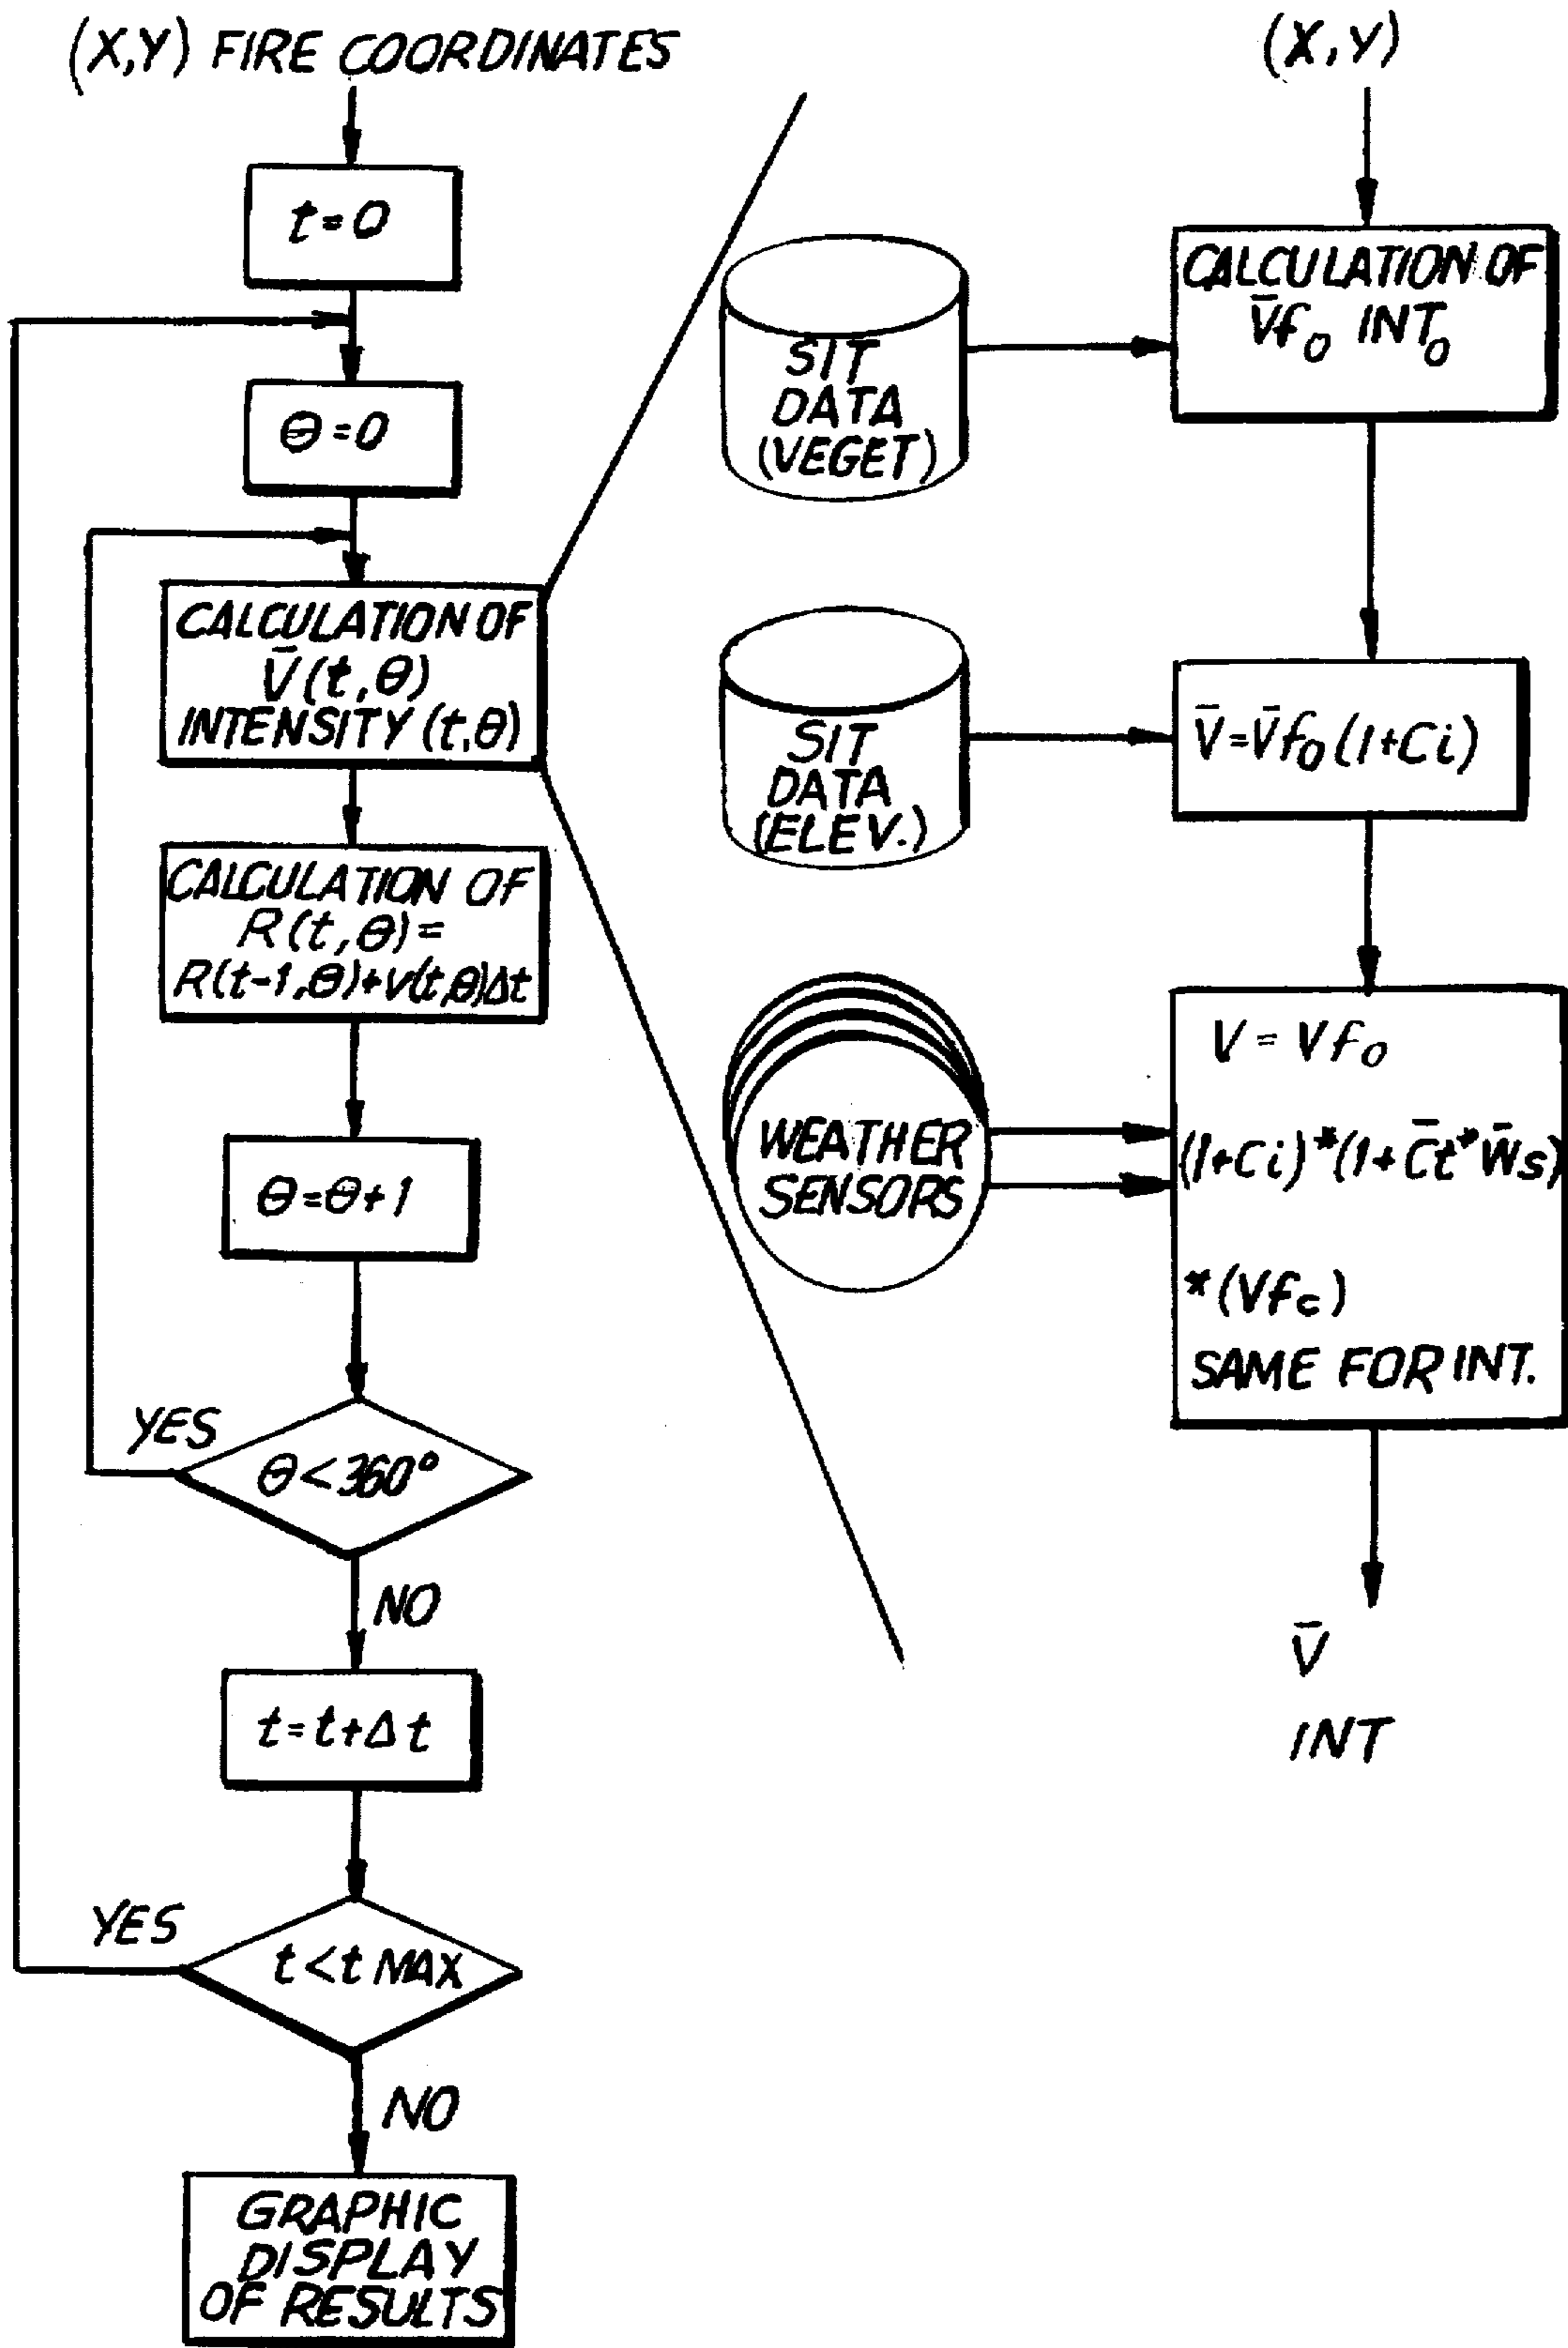 (X,Y) FIRE COORDINATES
t=0
θ=0
CALCULATION OF
V̄(t,θ)
INTENSITY (t,θ)
CALCULATION OF
R(t,θ)=
R(t-1,θ)+v(t,θ)Δt
θ=θ+1
YES
θ<360°
NO
t=t+Δt
YES
t<t MAX
NO
GRAPHIC
DISPLAY
OF RESULTS
(X,Y)
SIT
DATA
(VEGET)
CALCULATION OF
V̄f₀ INT₀
SIT
DATA
(ELEV.)
V̄=V̄f₀(1+Ci)
WEATHER
SENSORS
V=Vf₀
(1+Ci)*(1+C̄t*W̄s)
*(Vfc)
SAME FOR INT.
V̄
INT